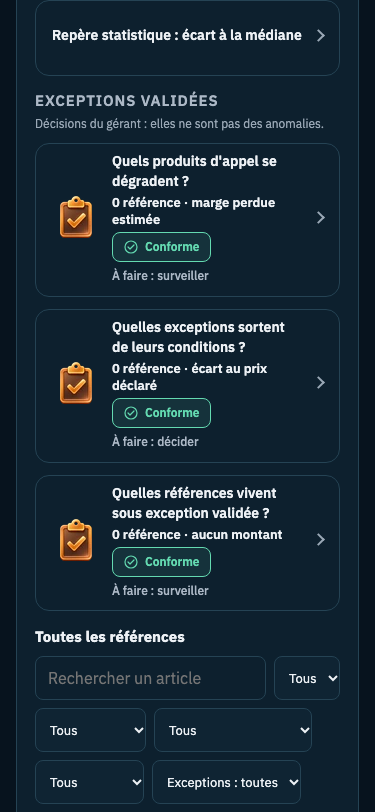 Repère statistique : écart à la médiane
EXCEPTIONS VALIDÉES
Décisions du gérant : elles ne sont pas des anomalies.
Quels produits d'appel se
dégradent ?
0 référence · marge perdue
estimée
Conforme
À faire : surveiller
Quelles exceptions sortent
de leurs conditions ?
0 référence · écart au prix
déclaré
Conforme
À faire : décider
Quelles références vivent
sous exception validée ?
0 référence · aucun montant
Conforme
À faire : surveiller
Toutes les références
Rechercher un article
Tous
Tous
Tous
Tous
Exceptions : toutes